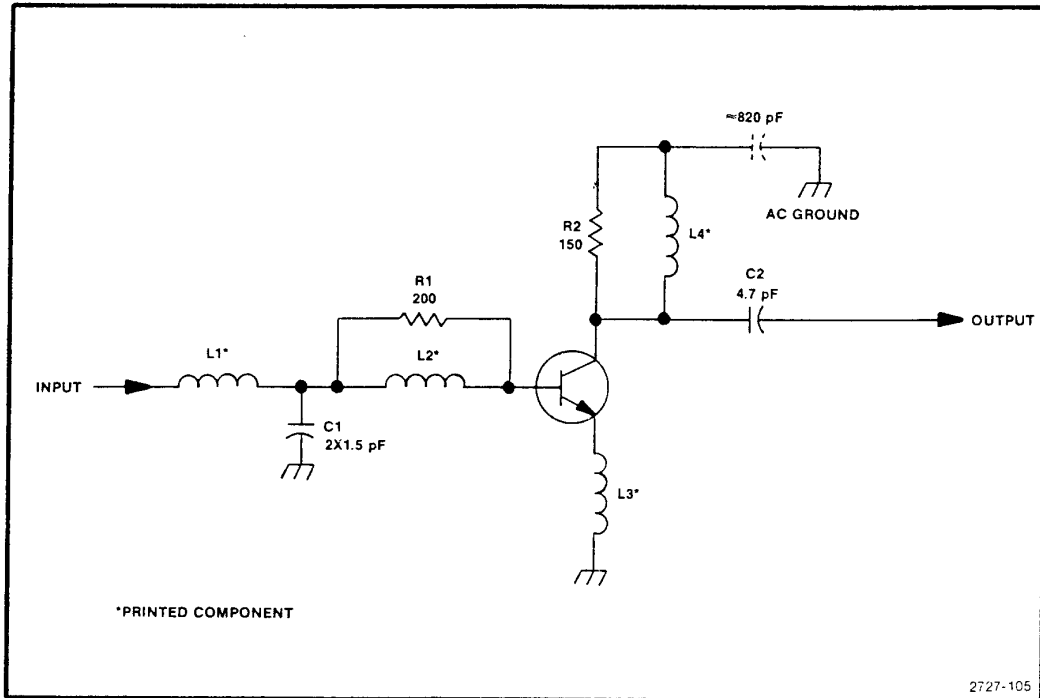 ≈820 pF
AC GROUND
R2
150
L4*
C2
4.7 pF
OUTPUT
R1
200
L1*
L2*
INPUT
C1
2X1.5 pF
L3*
*PRINTED COMPONENT
2727-105